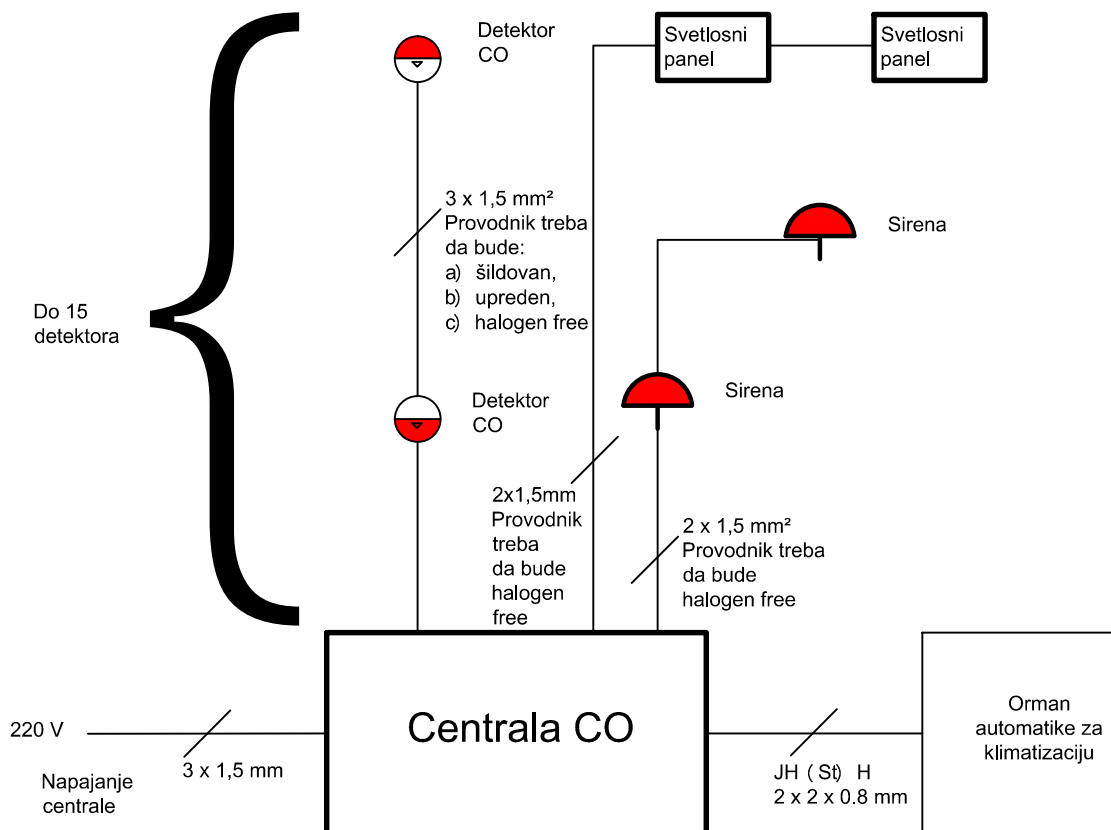 Detektor
CO
Svetlosni
panel
Svetlosni
panel
3 x 1,5 mm²
Provodnik treba
da bude:
a) šildovan,
b) upreden,
c) halogen free
Sirena
Do 15
detektora
Detektor
CO
Sirena
2x1,5mm
Provodnik
treba
da bude
halogen
free
2 x 1,5 mm²
Provodnik treba
da bude
halogen free
Centrala CO
220 V
3 x 1,5 mm
Napajanje
centrale
JH ( St) H
2 x 2 x 0.8 mm
Orman
automatike za
klimatizaciju